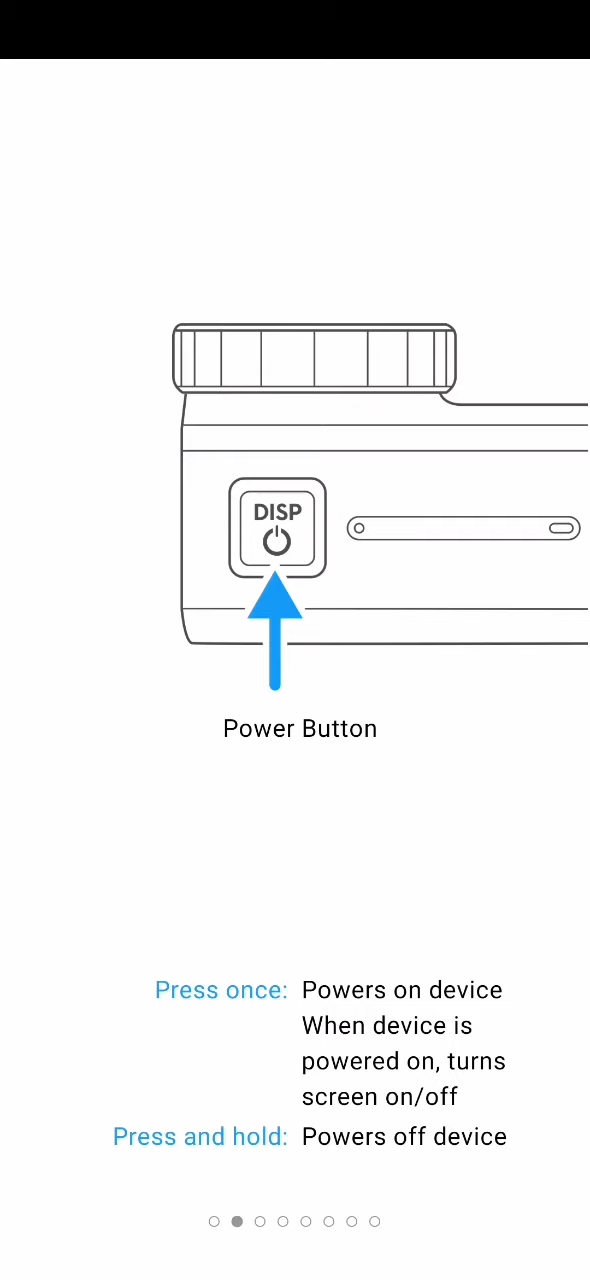 DISP
Power Button
Press once: Powers on device
When device is
powered on, turns
screen on/off
Press and hold: Powers off device